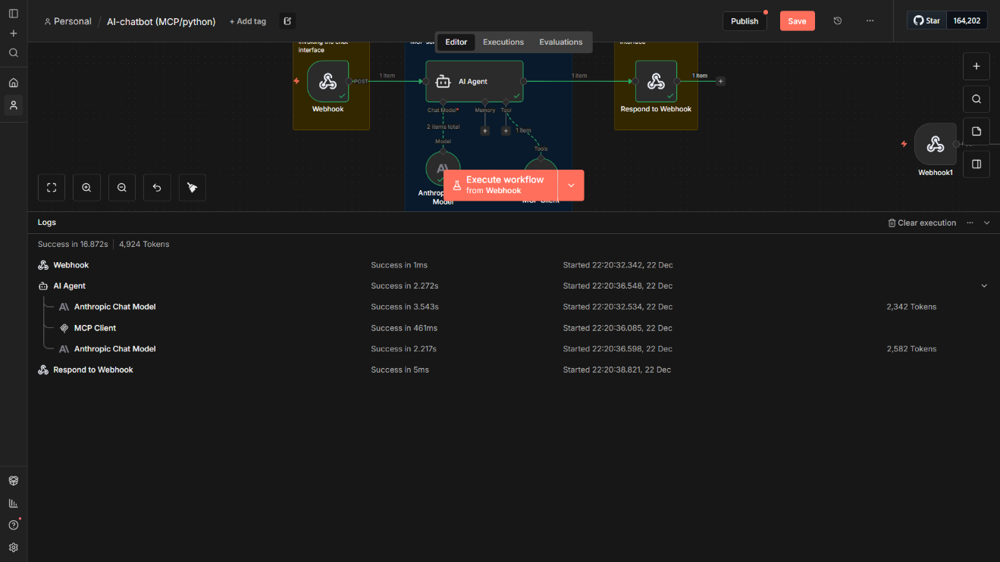 Personal / AI-chatbot (MCP/python) + Add tag
Publish
Save
Star 164,202
Editor Executions Evaluations
invoking the chat
interface
interface
POST
1 item
AI Agent
1 item
1 item
Webhook
Chat Model* Memory Tool
Respond to Webhook
2 items total
1 item
Model
Tools
Webhook1
Execute workflow
from Webhook
Model
Logs
Clear execution
Success in 16.872s | 4,924 Tokens
Webhook Success in 1ms Started 22:20:32.342, 22 Dec
AI Agent Success in 2.272s Started 22:20:36.548, 22 Dec
Anthropic Chat Model Success in 3.543s Started 22:20:32.534, 22 Dec 2,342 Tokens
MCP Client Success in 461ms Started 22:20:36.085, 22 Dec
Anthropic Chat Model Success in 2.217s Started 22:20:36.598, 22 Dec 2,582 Tokens
Respond to Webhook Success in 5ms Started 22:20:38.821, 22 Dec